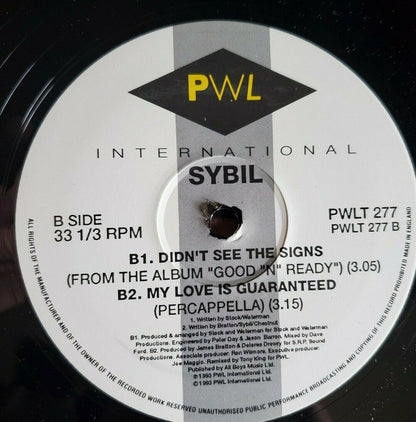 PWL
INTERNATIONAL
SYBIL
B SIDE
33 1/3 RPM
PWLT 277
PWLT 277 B
B1. DIDN'T SEE THE SIGNS
(FROM THE ALBUM "GOOD "N" READY") (3.05)
B2. MY LOVE IS GUARANTEED
(PERCAPPELLA) (3.15)
1. Written by Stock/Waterman
2. Written by Bratton/Sybil/Chestnut
B1. Produced & arranged by Stock and Waterman for Stock and Waterman
Productions. Engineered by Peter Day & Jason Barron. Mixed by Dave
Ford. B2. Produced by James Bratton & Delores Drewry for S.R.P. Sound
Productions. Associate producer: Ron Winans. Executive producer:
Joe Maggio. Remixed by Tony King for PWL.
Published by All Boys Music Ltd.
℗ 1993 PWL International Ltd.
© 1993 PWL International Ltd.
ALL RIGHTS OF THE MANUFACTURER AND OF THE OWNER OF THE RECORDED WORK RESERVED UNAUTHORISED PUBLIC PERFORMANCE BROADCASTING AND COPYING OF THIS RECORD PROHIBITED MADE IN ENGLAND